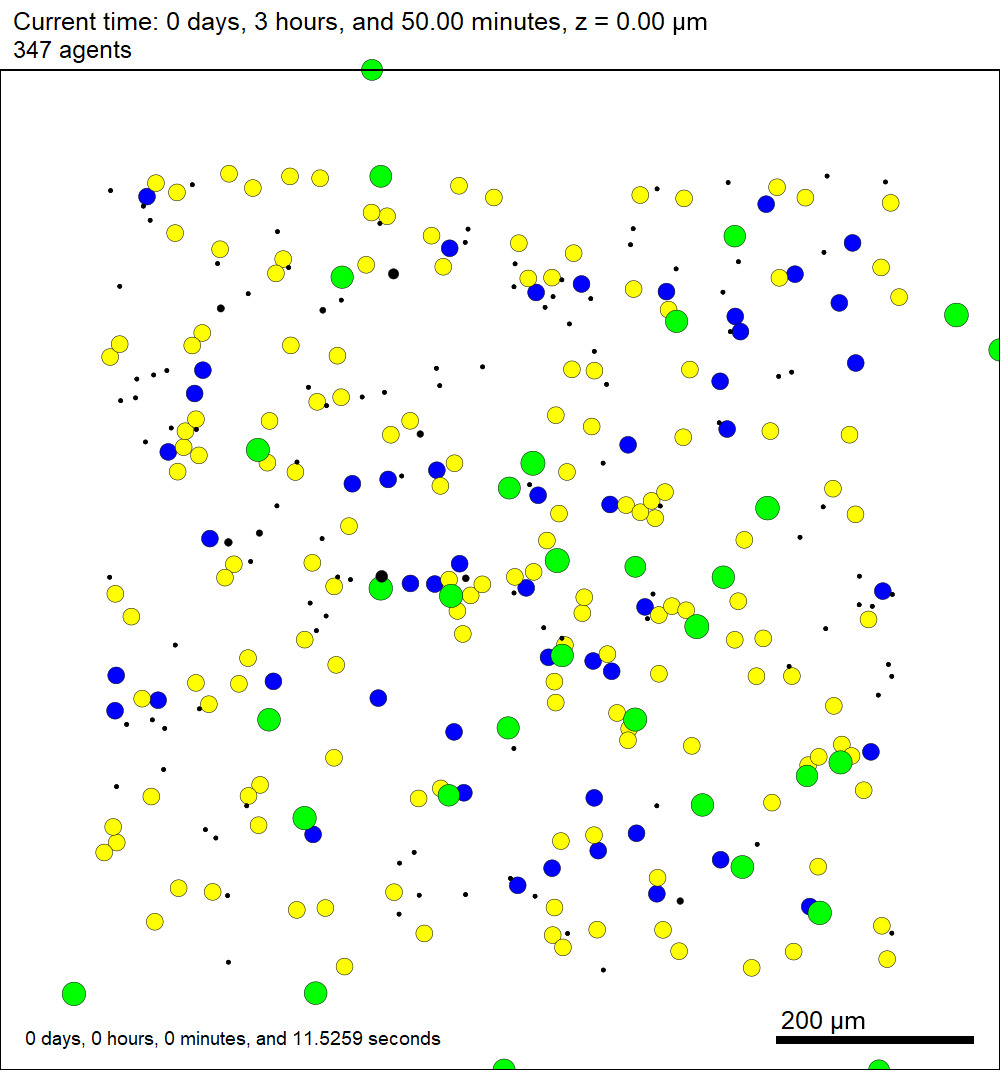 Current time: 0 days, 3 hours, and 50.00 minutes, z = 0.00 μm
347 agents
200 μm
0 days, 0 hours, 0 minutes, and 11.5259 seconds